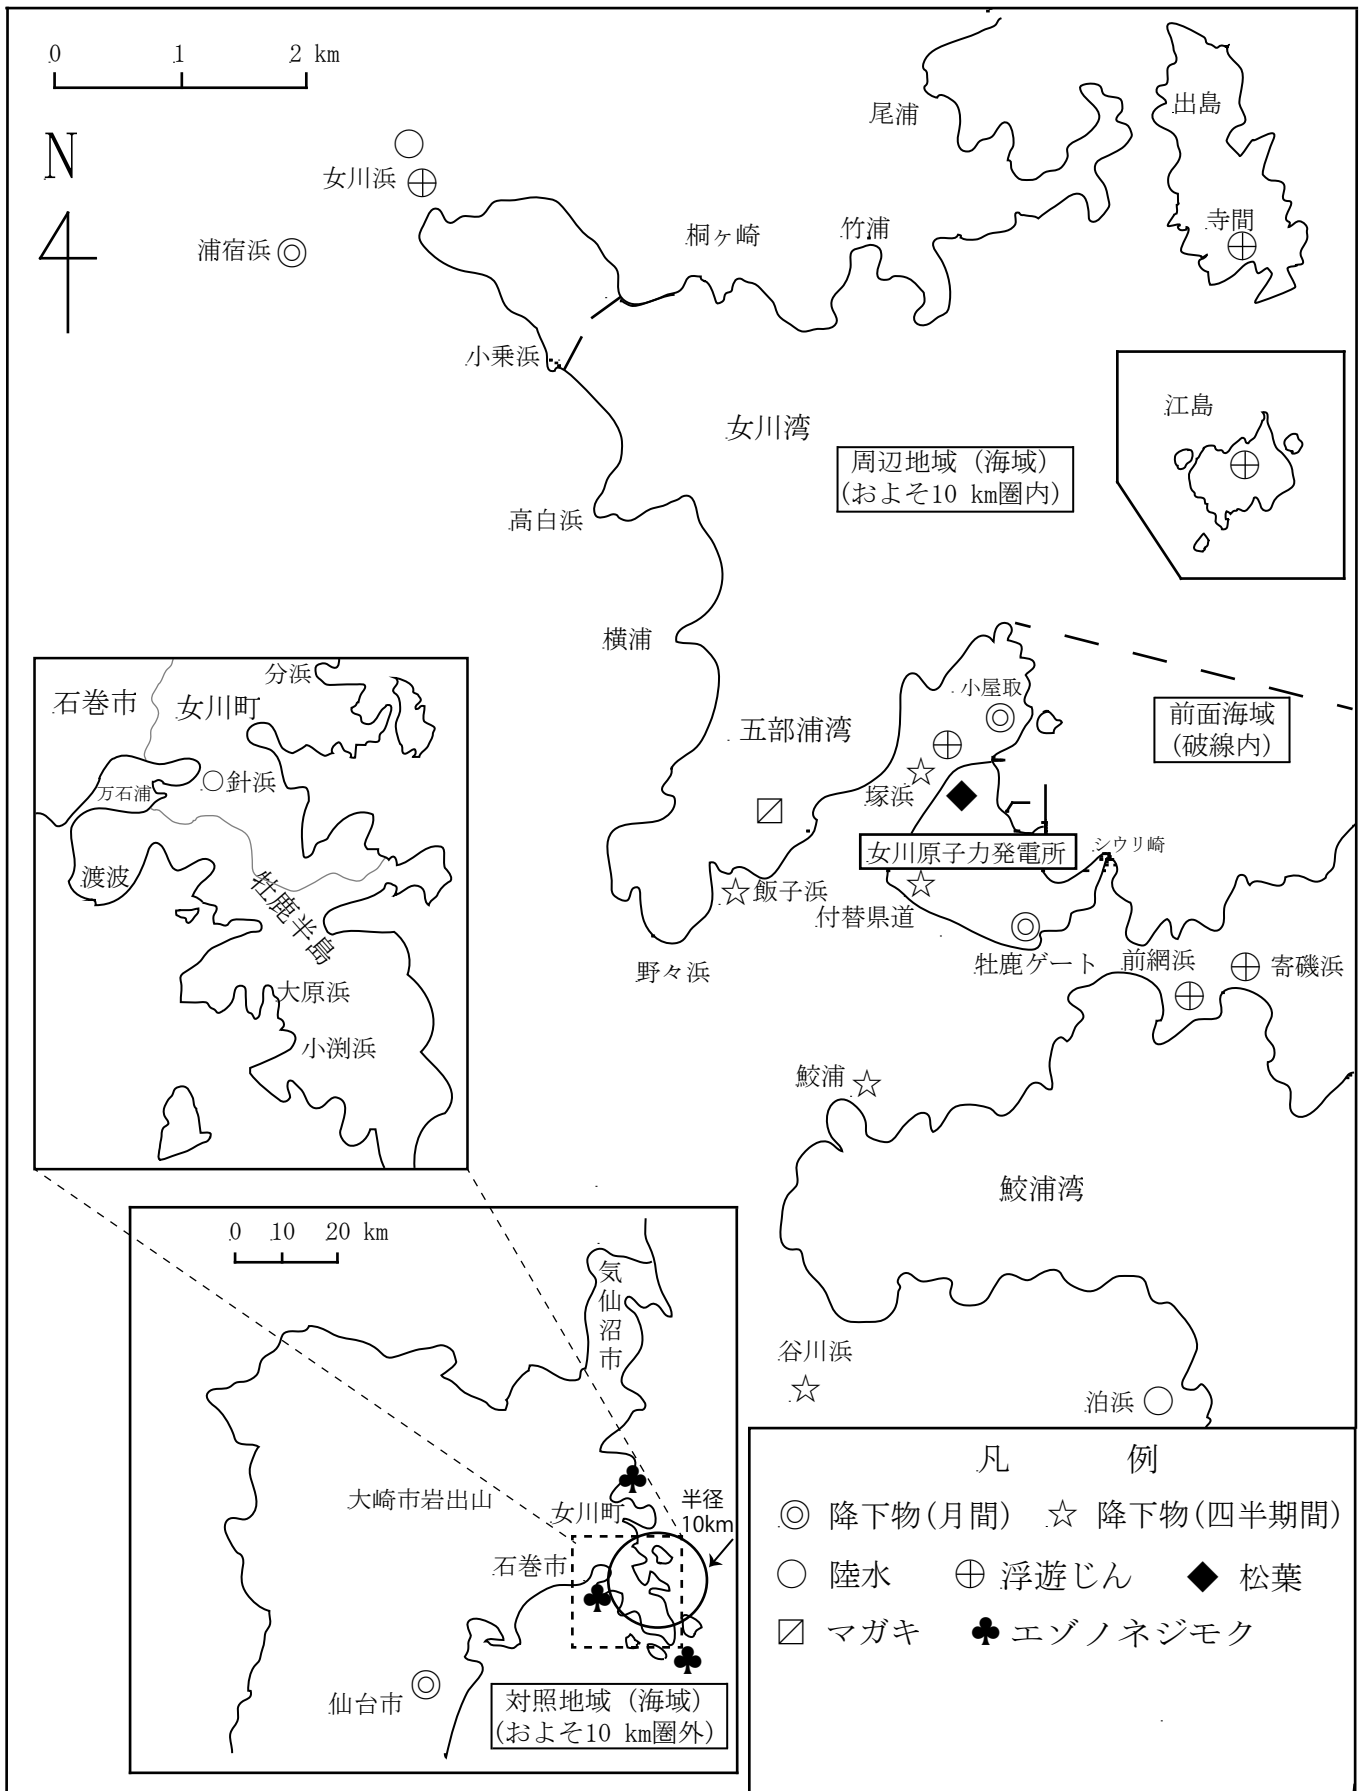 0 1 2 km
N
尾浦
出島
女川浜
浦宿浜
桐ヶ崎
竹浦
寺間
小乗浜
女川湾
江島
周辺地域（海域）
(およそ10 km圏内)
高白浜
横浦
石巻市
女川町
分浜
針浜
万石浦
渡波
牡鹿半島
大原浜
小渕浜
五部浦湾
小屋取
塚浜
前面海域
(破線内)
女川原子力発電所
シウリ崎
飯子浜
付替県道
野々浜
牡鹿ゲート
前網浜
寄磯浜
鮫浦
鮫浦湾
谷川浜
泊浜
0 10 20 km
気仙沼市
大崎市岩出山
女川町
半径
10km
石巻市
仙台市
対照地域（海域）
(およそ10 km圏外)
凡 例
◎ 降下物(月間) ☆ 降下物(四半期間)
○ 陸水 ⊕ 浮遊じん ◆ 松葉
〼 マガキ ♣ エゾノネジモク